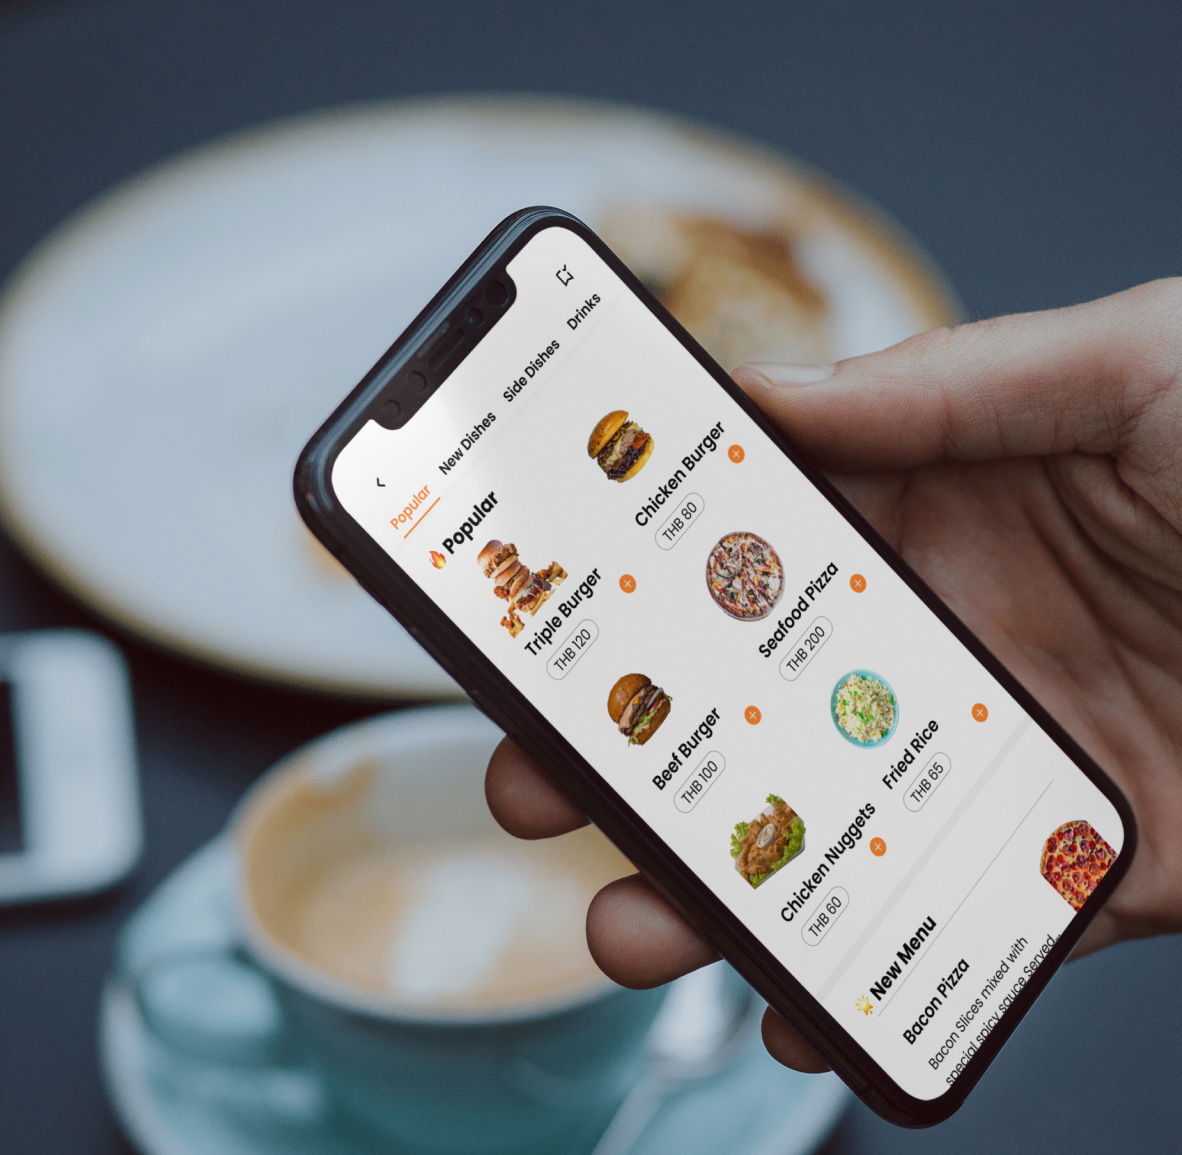 Popular
New Dishes
Side Dishes
Drinks
🔥Popular
Triple Burger
THB 120
Chicken Burger
THB 80
Beef Burger
THB 100
Seafood Pizza
THB 200
Chicken Nuggets
THB 60
Fried Rice
THB 65
🌟New Menu
Bacon Pizza
Bacon Slices mixed with
special spicy sauce Served...